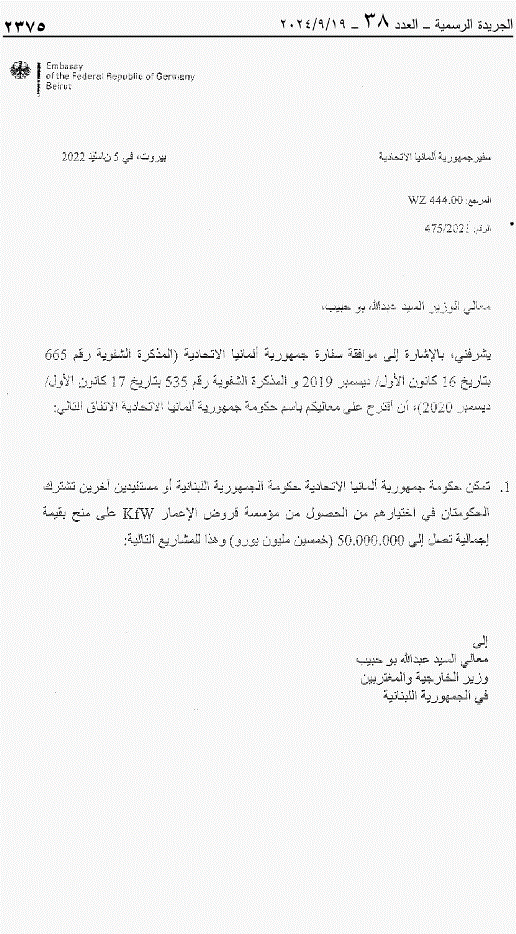 الجريدة الرسمية ــ العدد ٣٨ ــ ٢٠٢٤/٩/١٩
٢٣٧٥
Embassy
of the Federal Republic of Germany
Beirut
سفير جمهورية ألمانيا الاتحادية
بيروت، في 5 2022
المرجع: WZ 444.00
الرقم: 475/2021
معالي الوزير السيد عبدالله بو حبيب،
يشرفني، بالإشارة إلى موافقة سفارة جمهورية ألمانيا الاتحادية (المذكرة الشفوية رقم 665
بتاريخ 16 كانون الأول/ ديسمبر 2019 و المذكرة الشفوية رقم 535 بتاريخ 17 كانون الأول/
ديسمبر 2020)، أن أقترح على معاليكم باسم حكومة جمهورية ألمانيا الاتحادية الاتفاق التالي:
1. تمكن حكومة جمهورية ألمانيا الاتحادية حكومة الجمهورية اللبنانية أو مستفيدين آخرين تشترك
الحكومتان في اختيارهم من الحصول من مؤسسة قروض الإعمار KfW على منح بقيمة
إجمالية تصل إلى 50.000.000 (خمسين مليون يورو) وهذا للمشاريع التالية:
إلى
معالي السيد عبدالله بو حبيب
وزير الخارجية والمغتربين
في الجمهورية اللبنانية